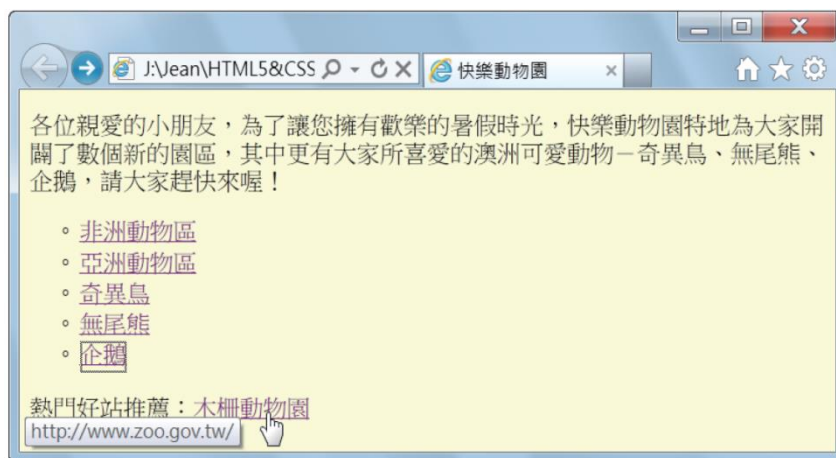 J:\Jean\HTML5&CSS
快樂動物園
各位親愛的小朋友，為了讓您擁有歡樂的暑假時光，快樂動物園特地為大家開
闢了數個新的園區，其中更有大家所喜愛的澳洲可愛動物－奇異鳥、無尾熊、
企鵝，請大家趕快來喔！
非洲動物區
亞洲動物區
奇異鳥
無尾熊
企鵝
熱門好站推薦：木柵動物園
http://www.zoo.gov.tw/